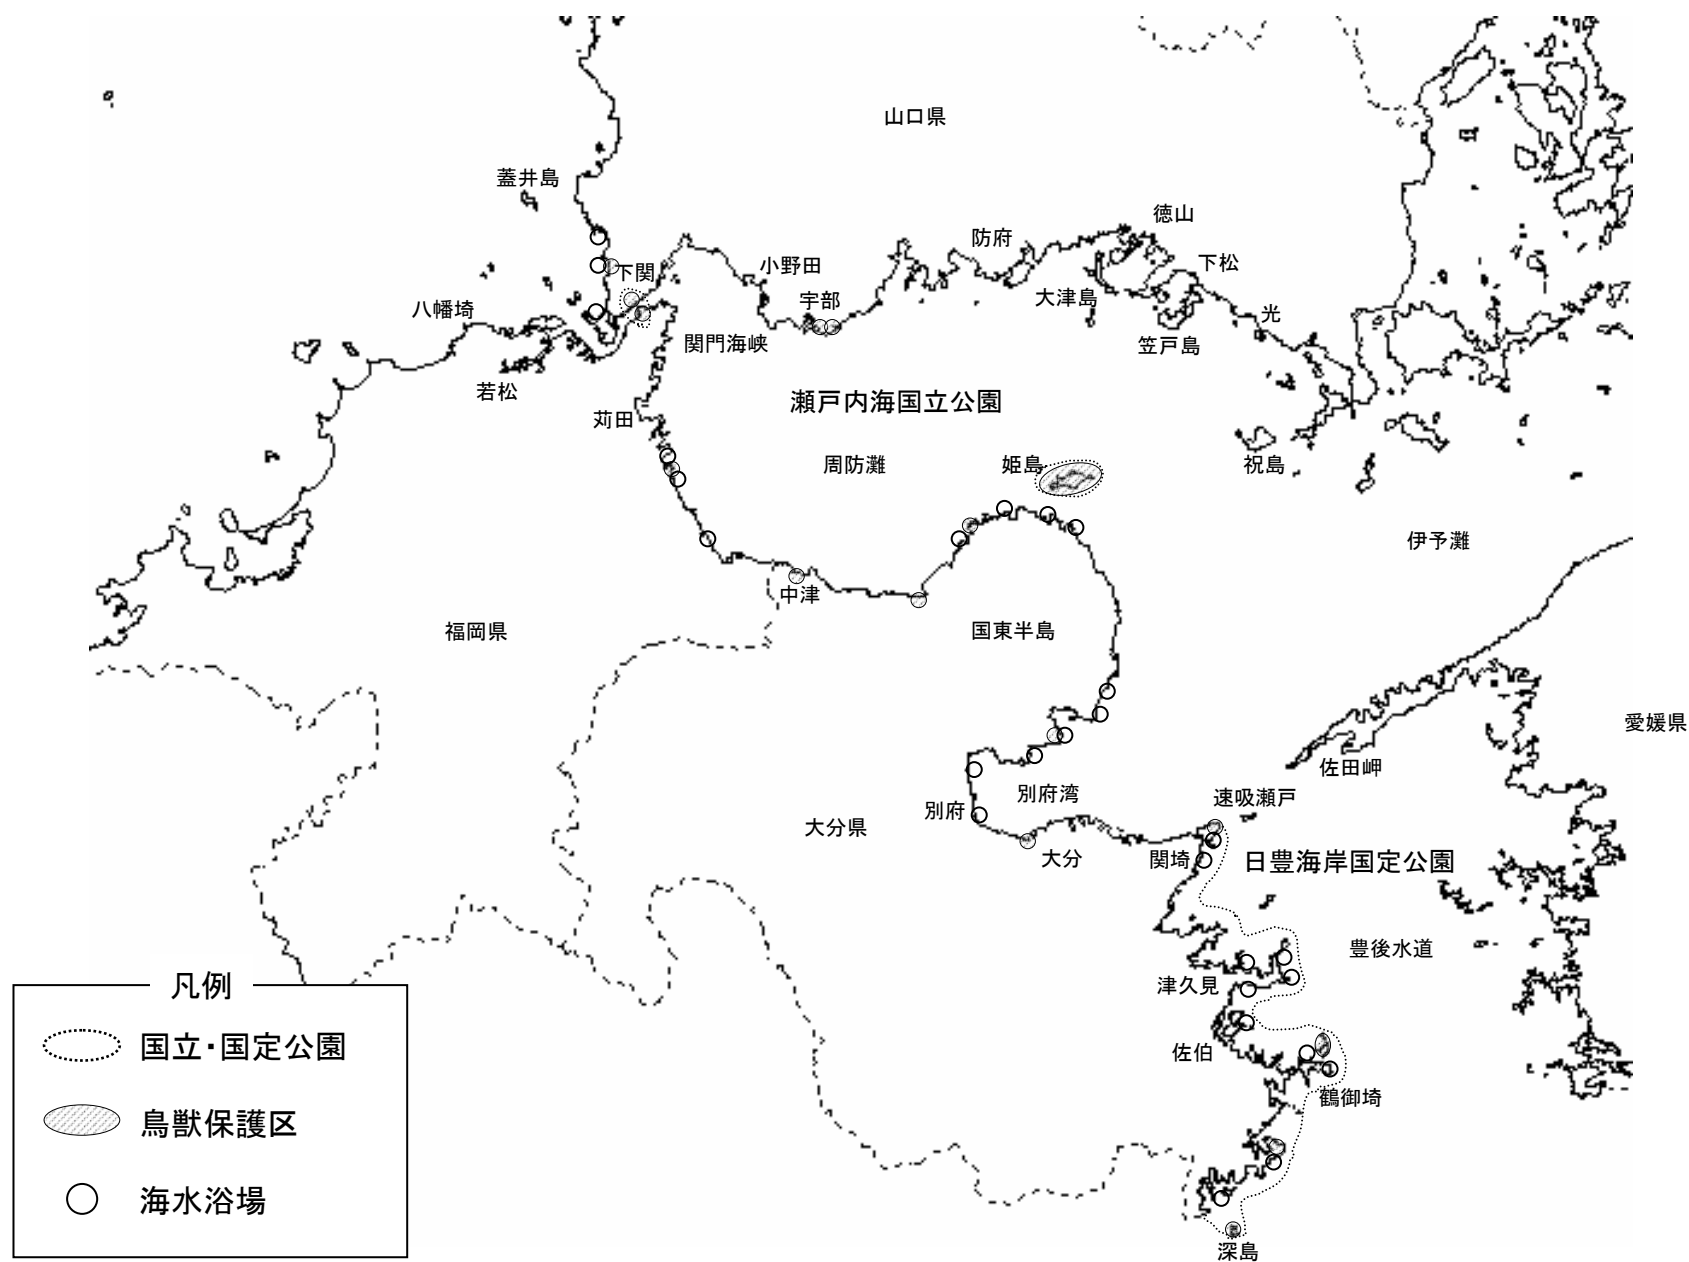 山口県
蓋井島
徳山
防府
下松
小野田
下関
大津島
宇部
八幡埼
光
関門海峡
笠戸島
若松
瀬戸内海国立公園
苅田
周防灘
姫島
祝島
伊予灘
中津
福岡県
国東半島
愛媛県
佐田岬
別府湾
速吸瀬戸
別府
大分県
大分
関埼
日豊海岸国定公園
豊後水道
津久見
佐伯
鶴御埼
深島
凡例
国立・国定公園
鳥獣保護区
海水浴場